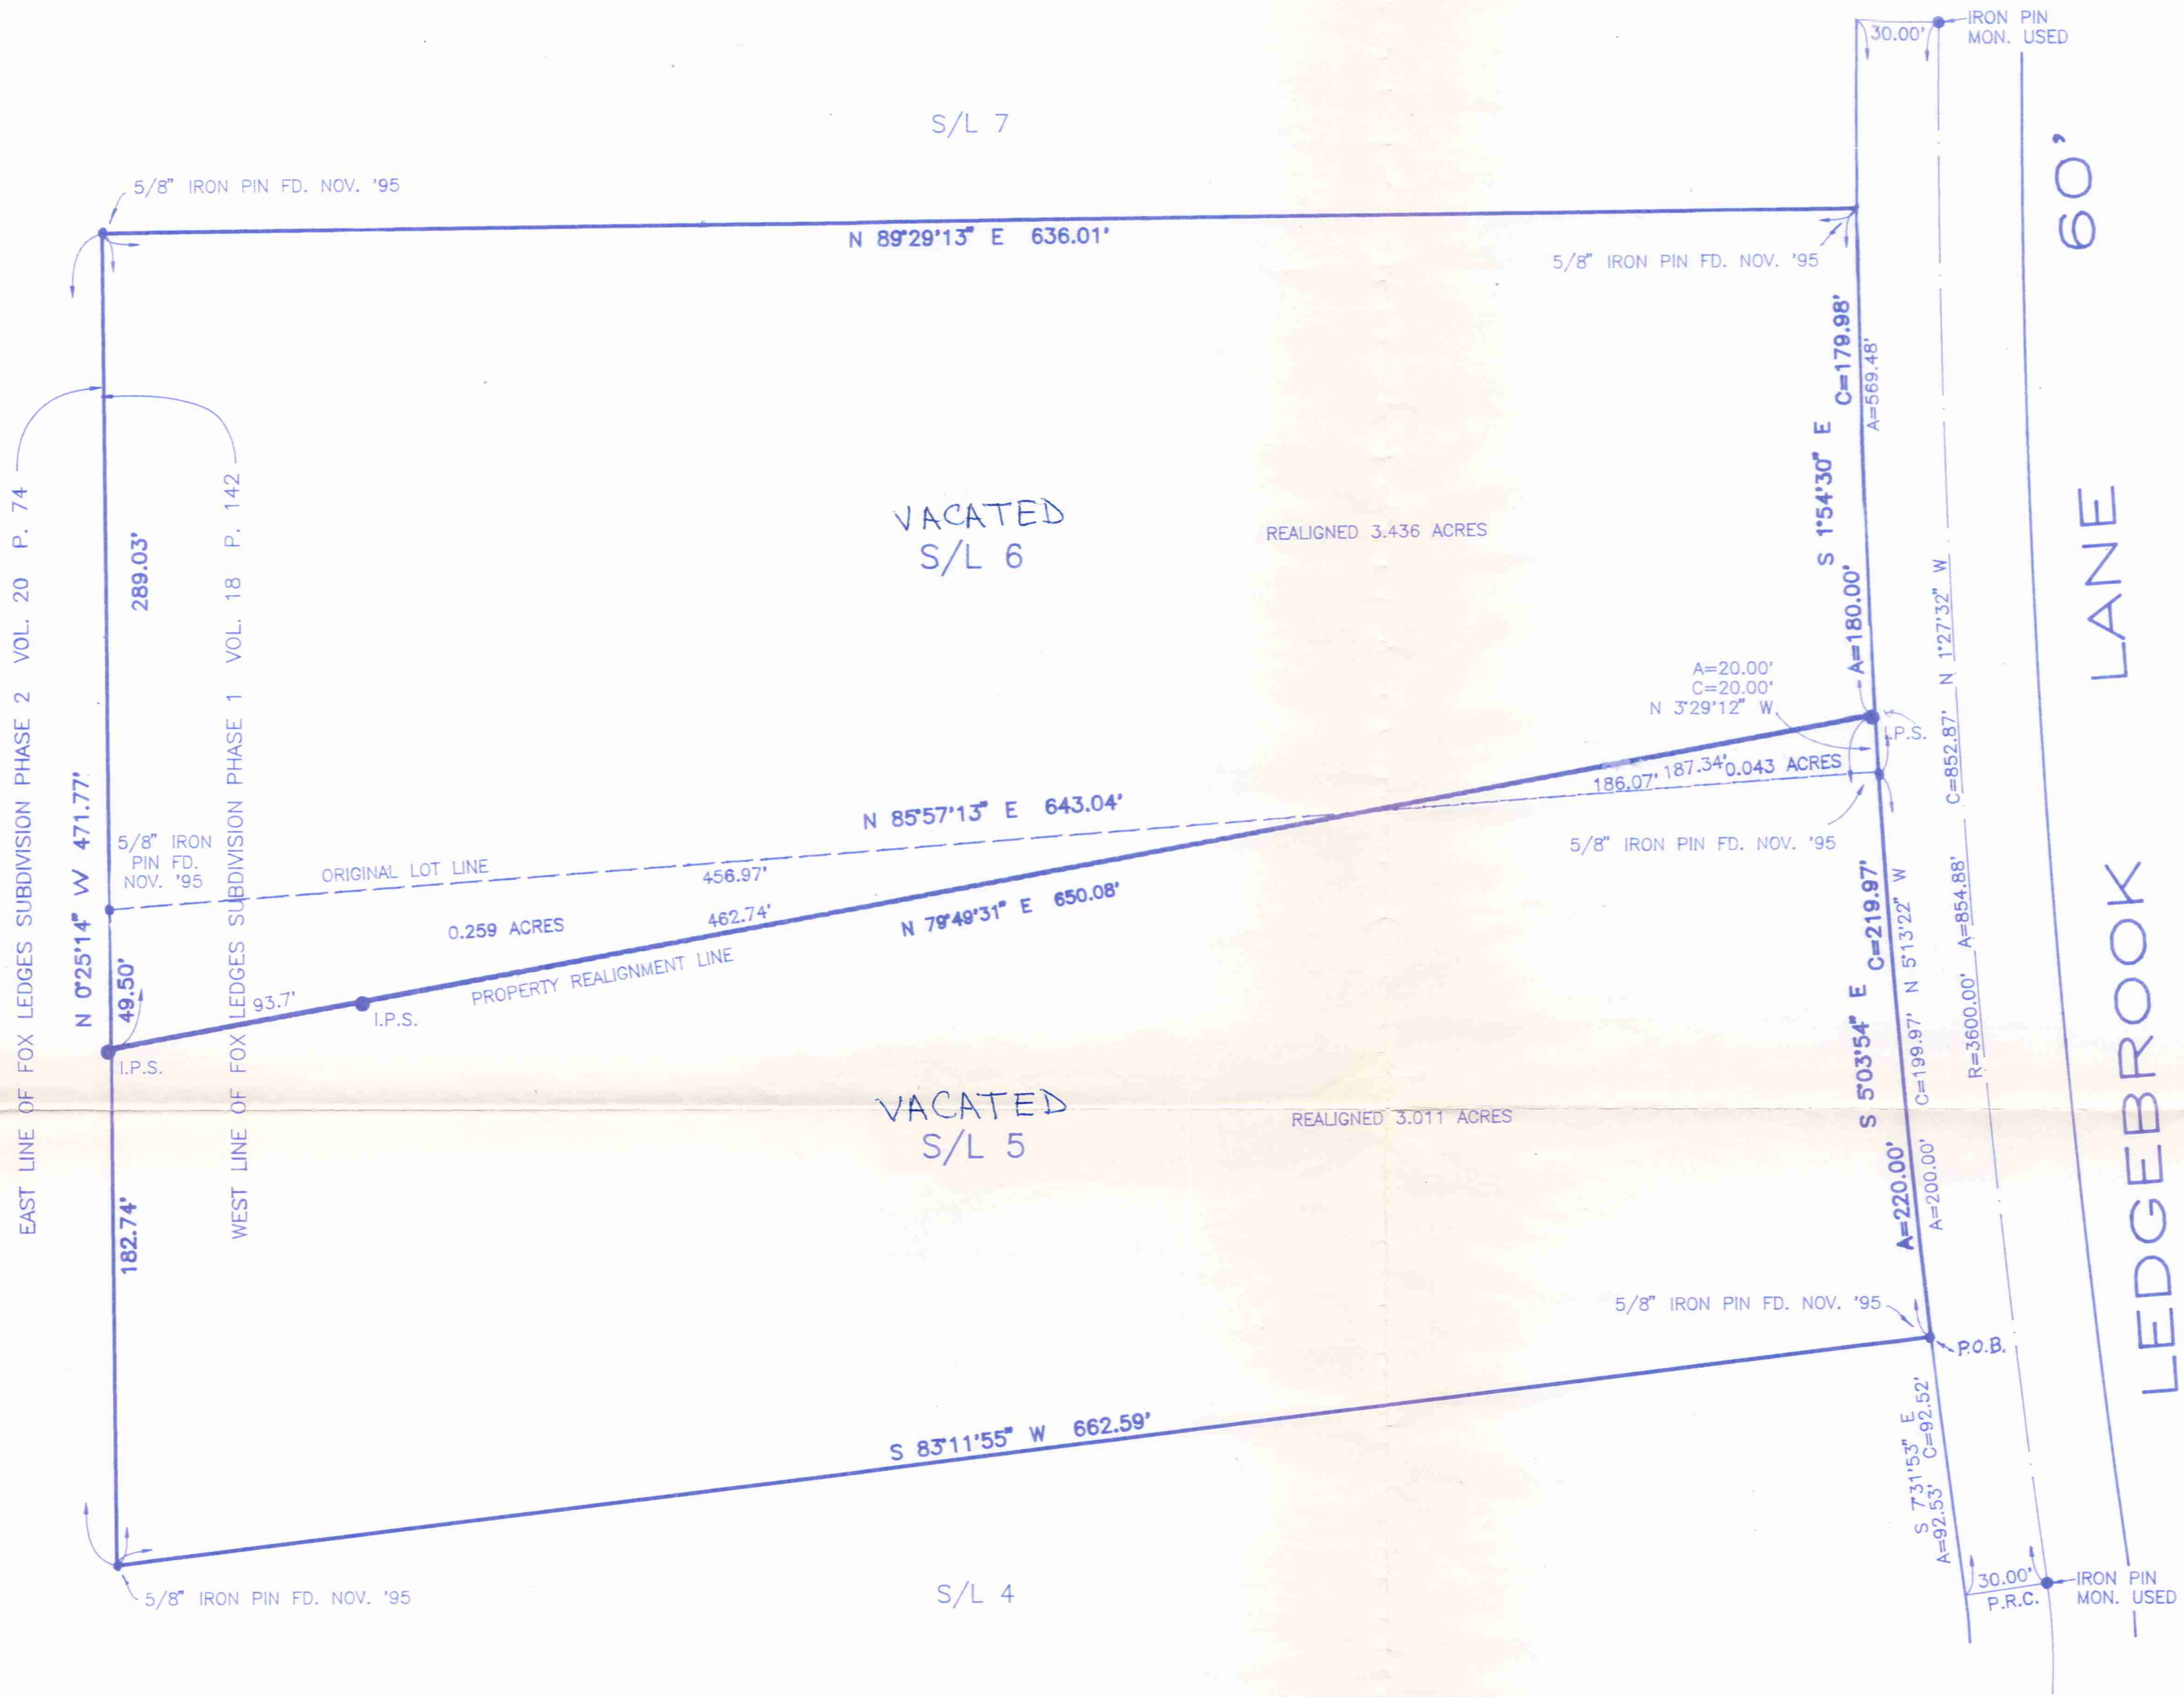 IRON PIN
MON. USED
30.00'
60'
S/L 7
5/8" IRON PIN FD. NOV. '95
N 89°29'13" E 636.01'
5/8" IRON PIN FD. NOV. '95
C=179.98'
A=569.48'
S 1°54'30" E
A=180.00'
EAST LINE OF FOX LEDGES SUBDIVISION PHASE 2 VOL. 20 P. 74
WEST LINE OF FOX LEDGES SUBDIVISION PHASE 1 VOL. 18 P. 142
289.03'
VACATED
S/L 6
REALIGNED 3.436 ACRES
LEDGEBROOK LANE
N 1°27'32" W
C=852.87'
A=854.88'
R=3600.00'
A=20.00'
C=20.00'
N 3°29'12" W
I.P.S.
186.07' 187.34' 0.043 ACRES
5/8" IRON PIN FD. NOV. '95
N 0°25'14" W 471.77'
5/8" IRON
PIN FD.
NOV. '95
ORIGINAL LOT LINE
N 85°57'13" E 643.04'
456.97'
462.74'
0.259 ACRES
N 79°49'31" E 650.08'
PROPERTY REALIGNMENT LINE
49.50'
93.7'
I.P.S.
I.P.S.
C=219.97'
S 5°03'54" E
A=220.00'
N 5°13'22" W
C=199.97'
A=200.00'
VACATED
S/L 5
REALIGNED 3.011 ACRES
182.74'
5/8" IRON PIN FD. NOV. '95
P.O.B.
S 83°11'55" W 662.59'
S 7°31'53" E
C=92.52'
A=92.53'
5/8" IRON PIN FD. NOV. '95
S/L 4
30.00'
P.R.C.
IRON PIN
MON. USED